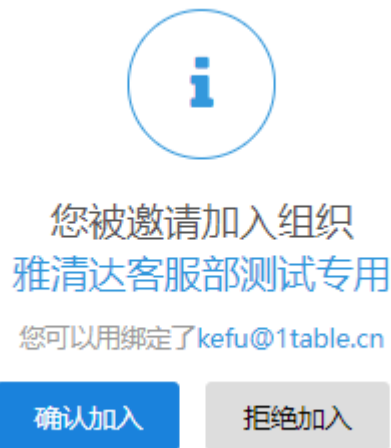 您被邀请加入组织
雅清达客服部测试专用
您可以用绑定了kefu@1table.cn
确认加入 拒绝加入